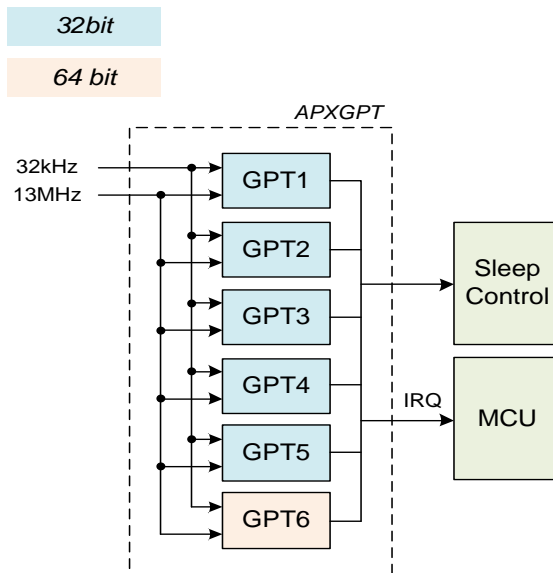 32bit
64 bit
APXGPT
32kHz
13MHz
GPT1
GPT2
GPT3
GPT4
GPT5
GPT6
Sleep
Control
IRQ
MCU